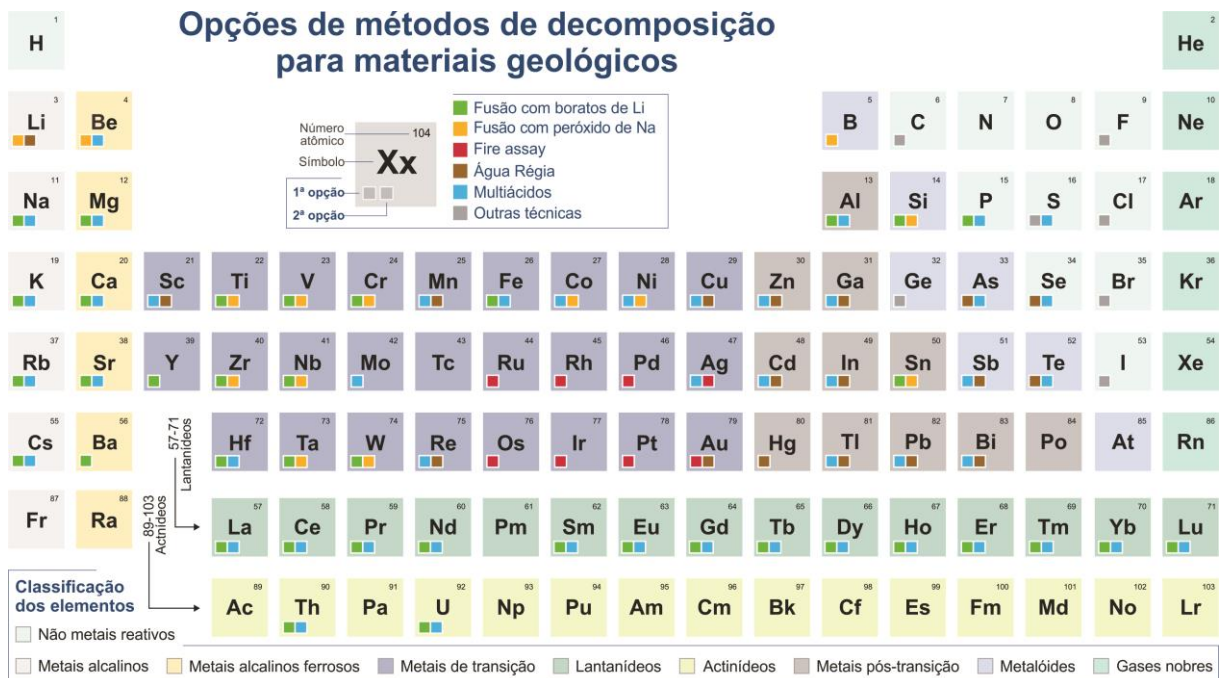 Opções de métodos de decomposição
para materiais geológicos
1
H
2
He
3
Li
4
Be
Número
atômico
104
Símbolo
Xx
1ª opção
2ª opção
Fusão com boratos de Li
Fusão com peróxido de Na
Fire assay
Água Régia
Multiácidos
Outras técnicas
5
B
6
C
7
N
8
O
9
F
10
Ne
11
Na
12
Mg
13
Al
14
Si
15
P
16
S
17
Cl
18
Ar
19
K
20
Ca
21
Sc
22
Ti
23
V
24
Cr
25
Mn
26
Fe
27
Co
28
Ni
29
Cu
30
Zn
31
Ga
32
Ge
33
As
34
Se
35
Br
36
Kr
37
Rb
38
Sr
39
Y
40
Zr
41
Nb
42
Mo
43
Tc
44
Ru
45
Rh
46
Pd
47
Ag
48
Cd
49
In
50
Sn
51
Sb
52
Te
53
I
54
Xe
55
Cs
56
Ba
57-71
Lantanídeos
72
Hf
73
Ta
74
W
75
Re
76
Os
77
Ir
78
Pt
79
Au
80
Hg
81
Tl
82
Pb
83
Bi
84
Po
85
At
86
Rn
87
Fr
88
Ra
89-103
Actnídeos
57
La
58
Ce
59
Pr
60
Nd
61
Pm
62
Sm
63
Eu
64
Gd
65
Tb
66
Dy
67
Ho
68
Er
69
Tm
70
Yb
71
Lu
89
Ac
90
Th
91
Pa
92
U
93
Np
94
Pu
95
Am
96
Cm
97
Bk
98
Cf
99
Es
100
Fm
101
Md
102
No
103
Lr
Classificação
dos elementos
Não metais reativos
Metais alcalinos
Metais alcalinos ferrosos
Metais de transição
Lantanídeos
Actinídeos
Metais pós-transição
Metalóides
Gases nobres